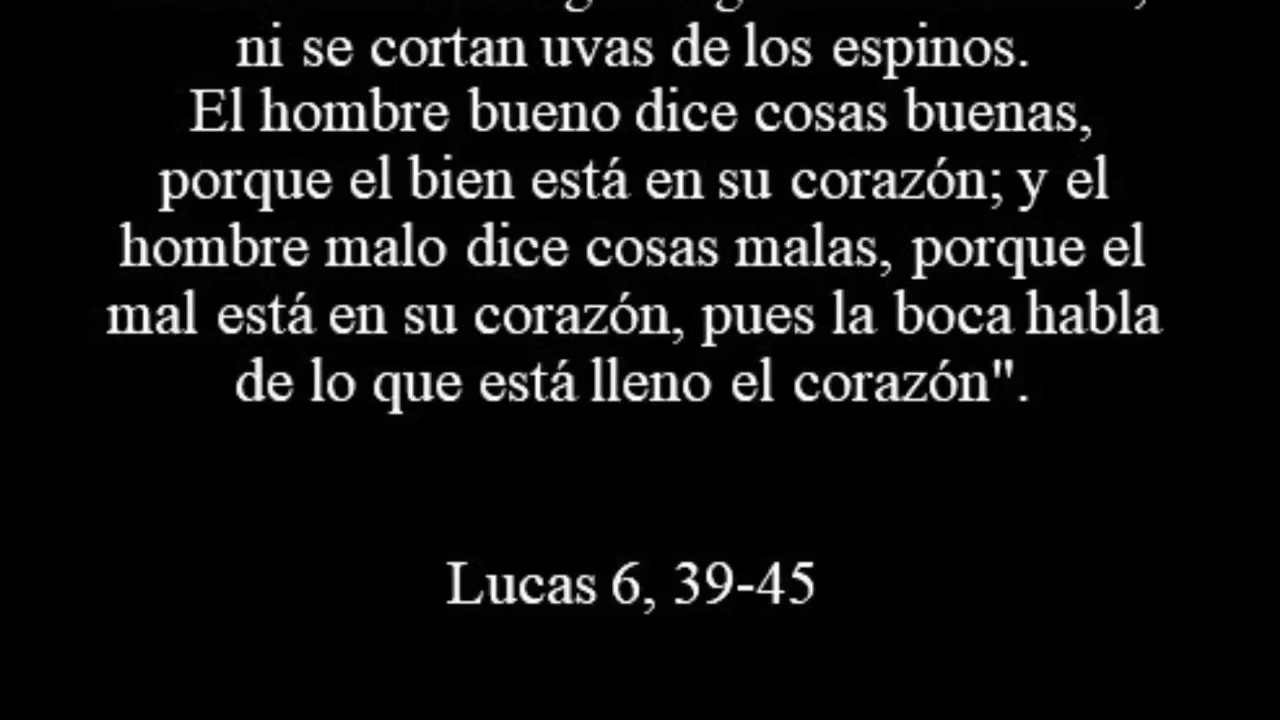 ni se cortan uvas de los espinos.
El hombre bueno dice cosas buenas,
porque el bien está en su corazón; y el
hombre malo dice cosas malas, porque el
mal está en su corazón, pues la boca habla
de lo que está lleno el corazón".
Lucas 6, 39-45